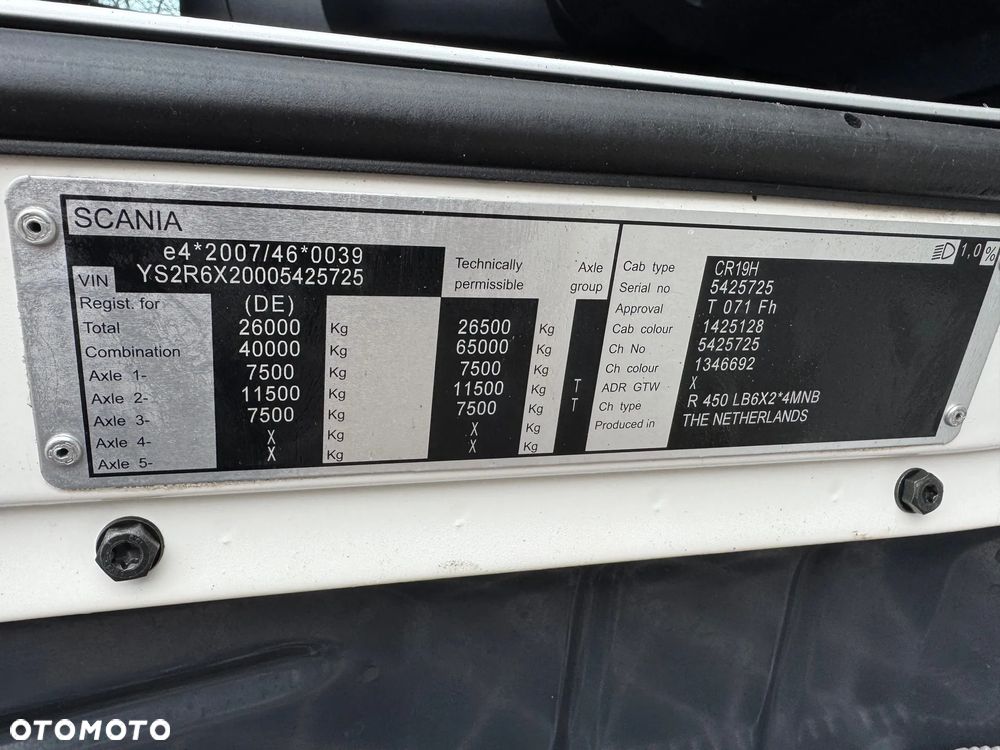 SCANIA
e4*2007/46*0039
VIN YS2R6X20005425725
Technically permissible Axle group
Regist. for (DE)
Total 26000 Kg 26500 Kg
Combination 40000 Kg 65000 Kg
Axle 1- 7500 Kg 7500 Kg
Axle 2- 11500 Kg 11500 Kg T
Axle 3- 7500 Kg 7500 Kg T
Axle 4- X Kg X Kg
Axle 5- X Kg X Kg
1,0 %
Cab type CR19H
Serial no 5425725
Approval T 071 Fh
Cab colour 1425128
Ch No 5425725
Ch colour 1346692
ADR GTW X
Ch type R 450 LB6X2*4MNB
Produced in THE NETHERLANDS
OTOMOTO